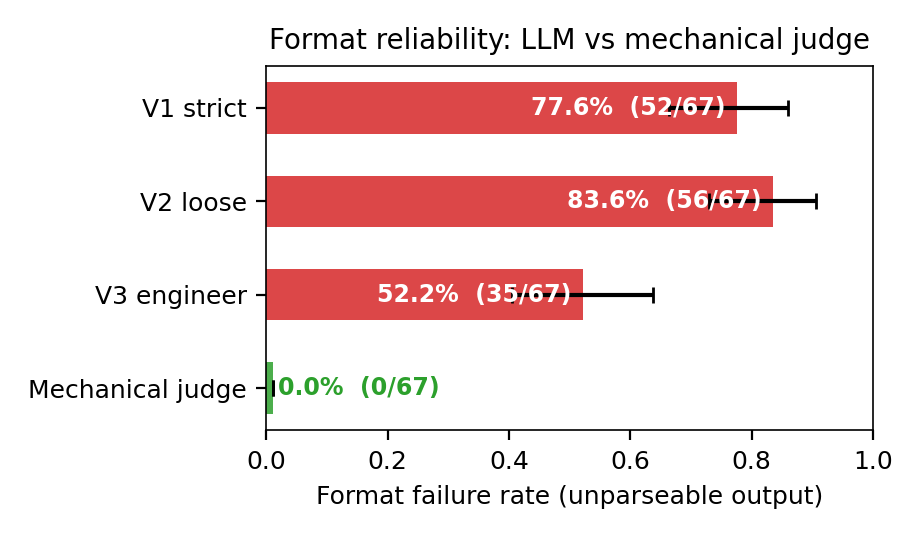 Format reliability: LLM vs mechanical judge
V1 strict
77.6% (52/67)
V2 loose
83.6% (56/67)
V3 engineer
52.2% (35/67)
Mechanical judge
0.0% (0/67)
0.0 0.2 0.4 0.6 0.8 1.0
Format failure rate (unparseable output)